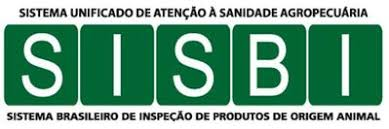 SISTEMA UNIFICADO DE ATENÇÃO À SANIDADE AGROPECUÁRIA
SISBI
SISTEMA BRASILEIRO DE INSPEÇÃO DE PRODUTOS DE ORIGEM ANIMAL